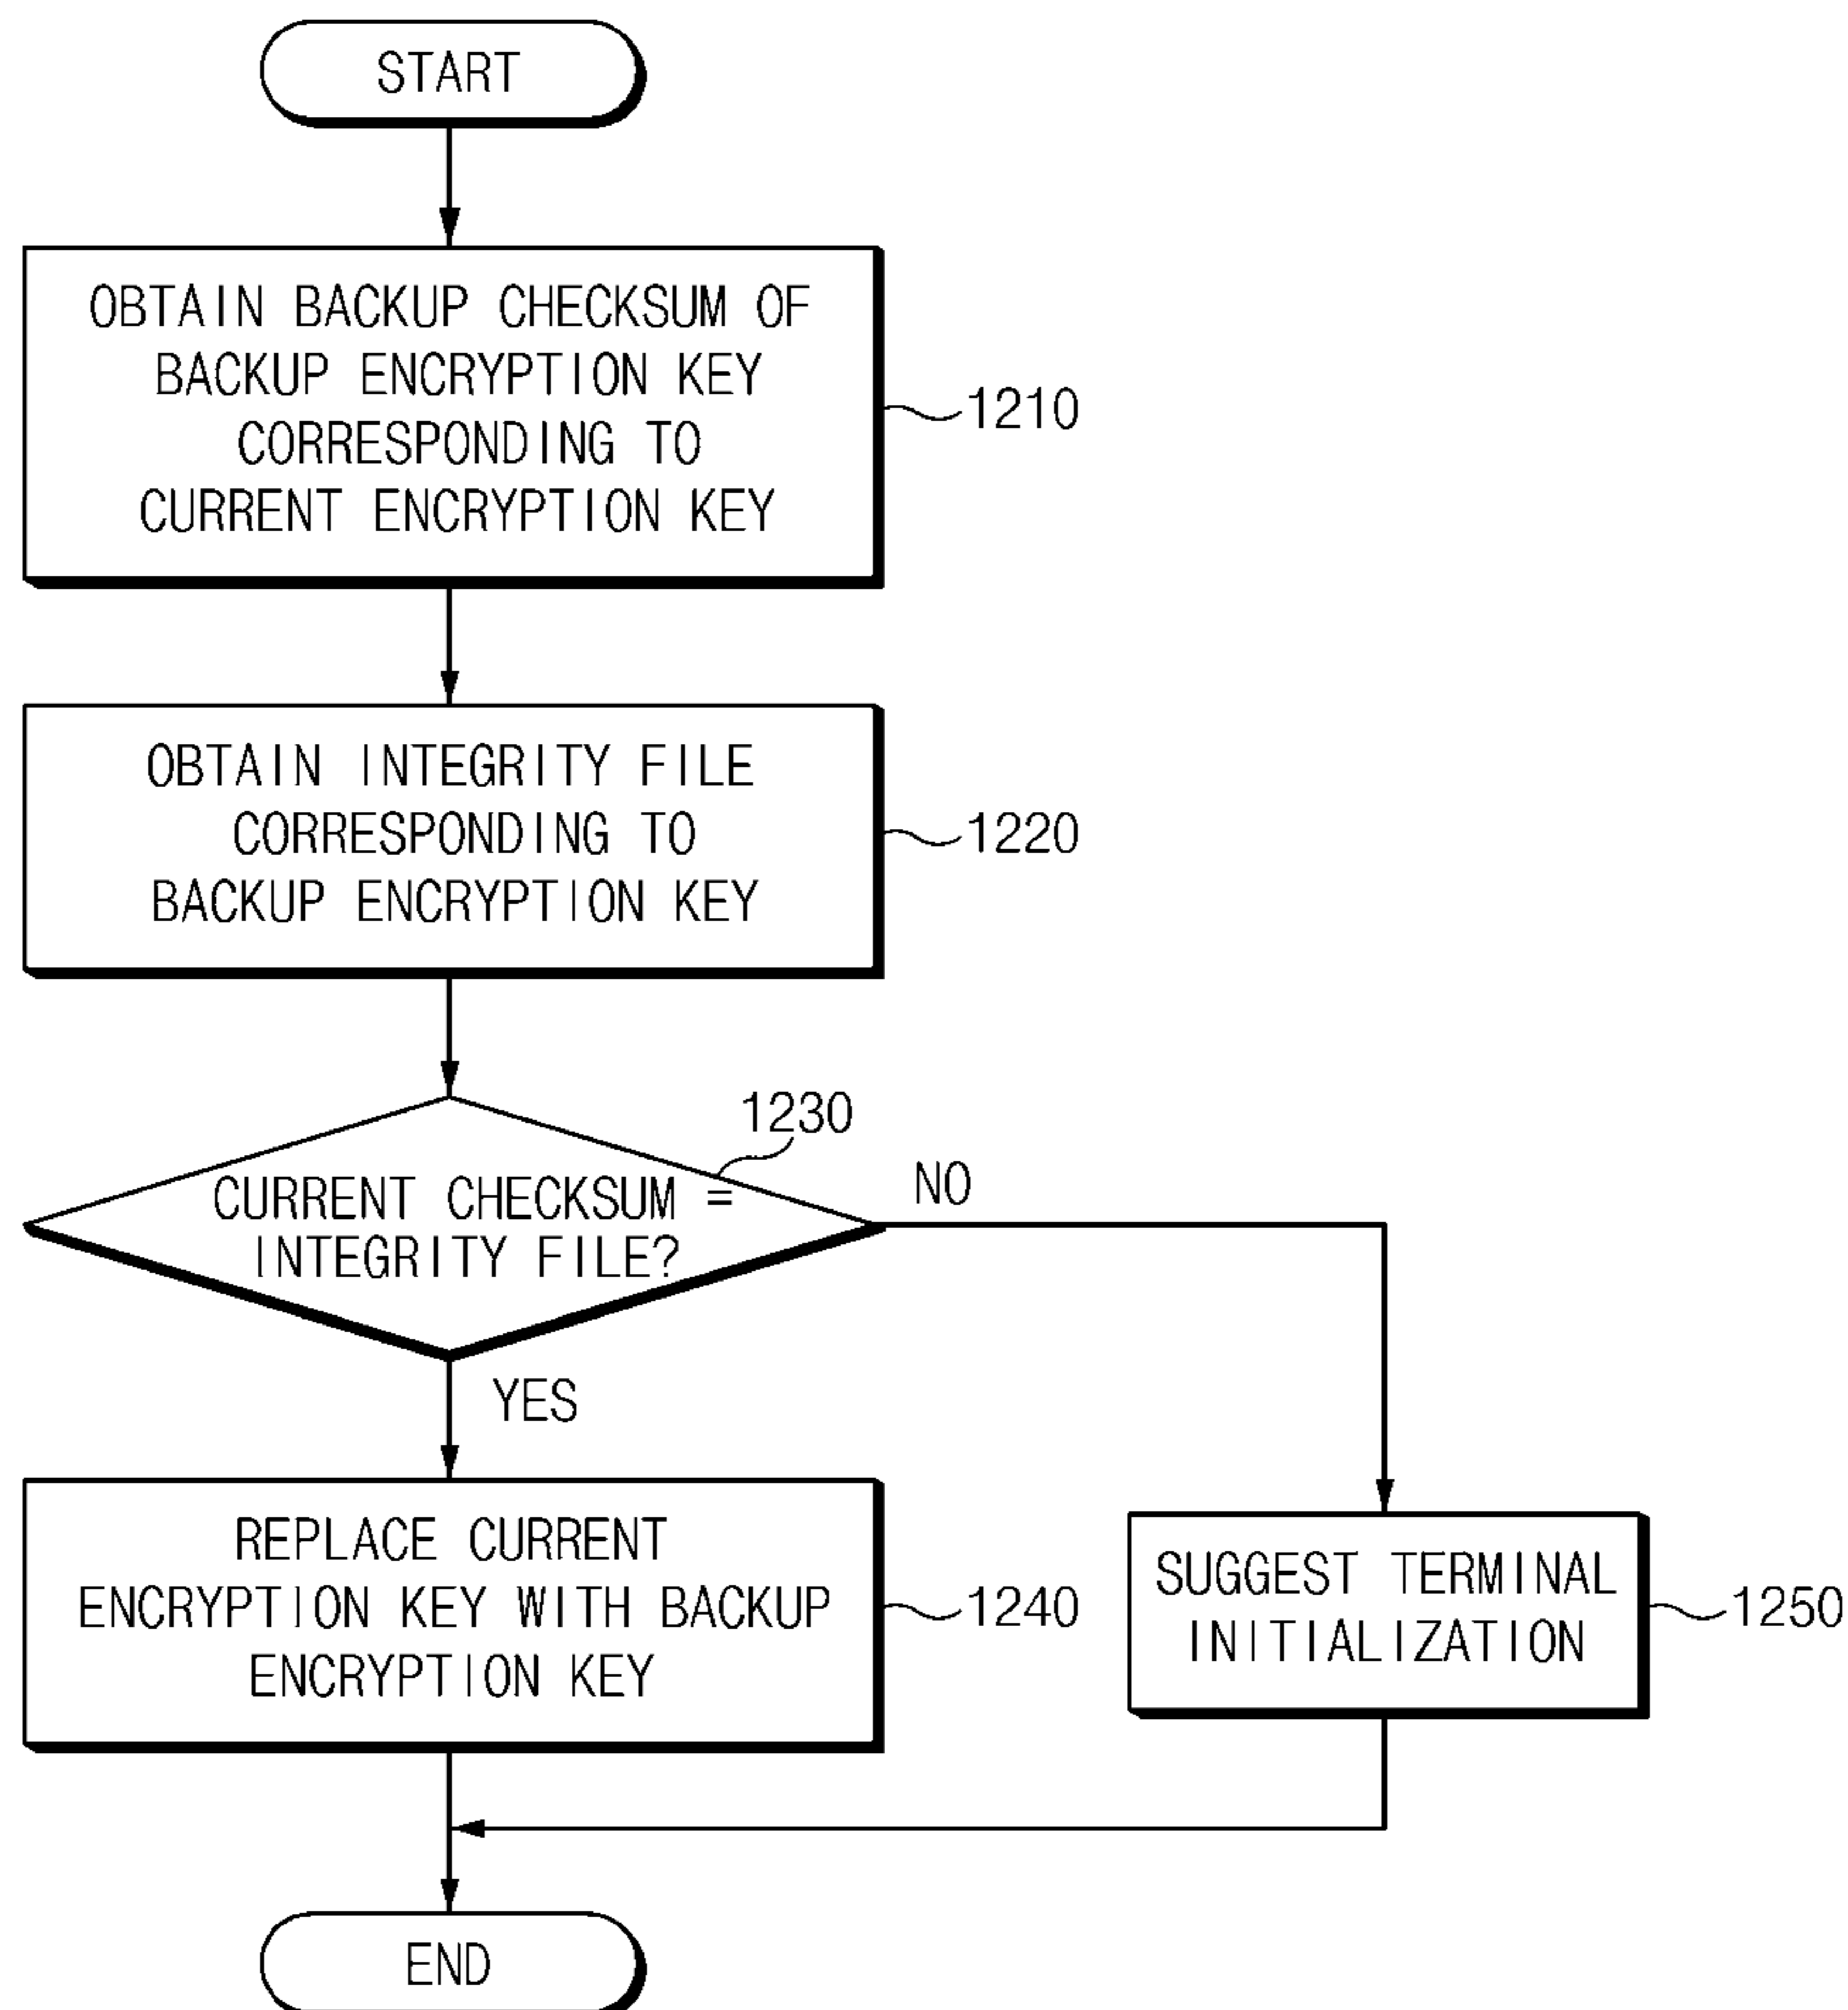 START
OBTAIN BACKUP CHECKSUM OF
BACKUP ENCRYPTION KEY
CORRESPONDING TO
CURRENT ENCRYPTION KEY
1210
OBTAIN INTEGRITY FILE
CORRESPONDING TO
BACKUP ENCRYPTION KEY
1220
1230
CURRENT CHECKSUM =
INTEGRITY FILE?
NO
YES
REPLACE CURRENT
ENCRYPTION KEY WITH BACKUP
ENCRYPTION KEY
1240
SUGGEST TERMINAL
INITIALIZATION
1250
END